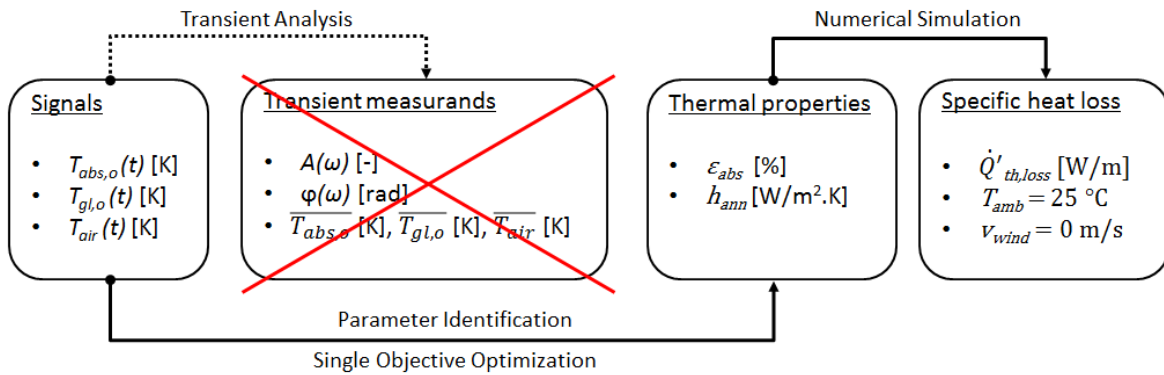 Transient Analysis
Numerical Simulation
Signals
• T_abs,o(t) [K]
• T_gl,o(t) [K]
• T_air(t) [K]
Transient measurands
• A(ω) [-]
• φ(ω) [rad]
• T̅_abs,o [K], T̅_gl,o [K], T̅_air [K]
Thermal properties
• ε_abs [%]
• h_ann [W/m².K]
Specific heat loss
• Q̇'_th,loss [W/m]
• T_amb = 25 °C
• v_wind = 0 m/s
Parameter Identification
Single Objective Optimization